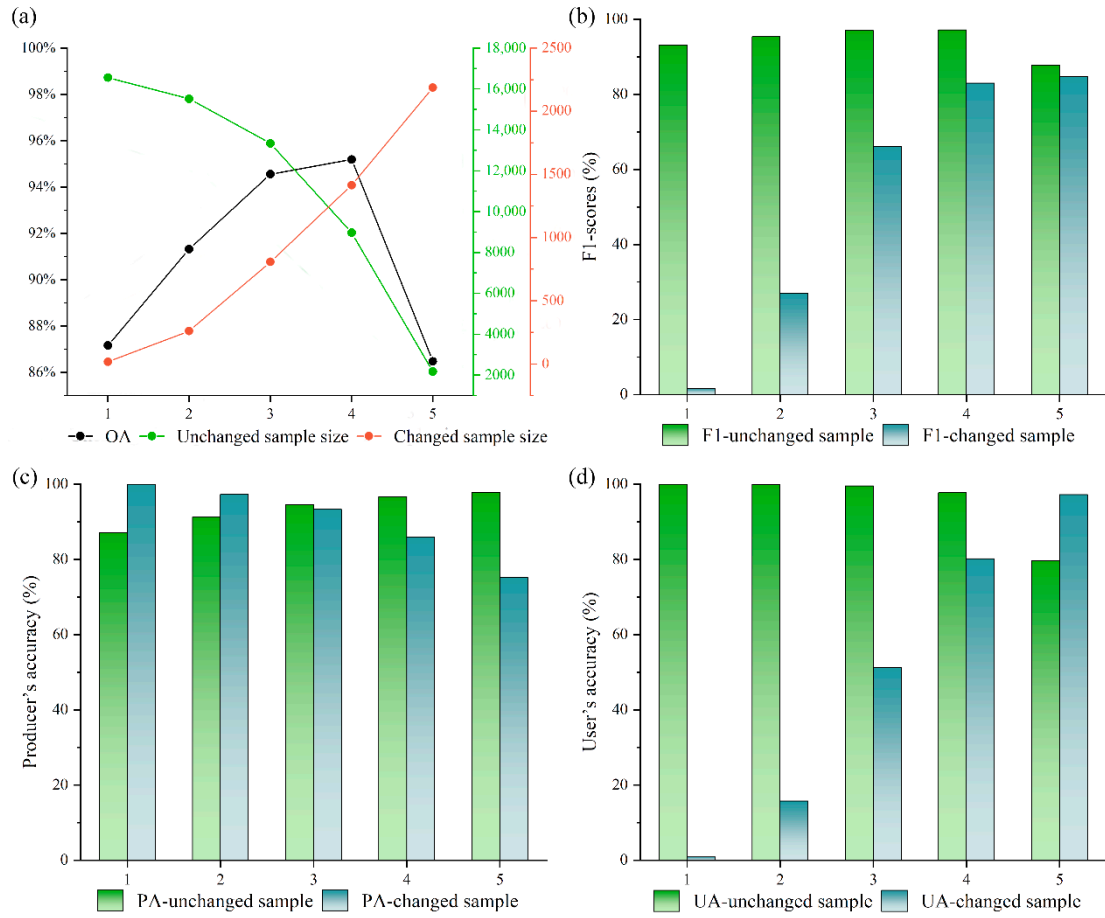 (a)
100%
98%
96%
94%
92%
90%
88%
86%
18,000
16,000
14,000
12,000
10,000
8000
6000
4000
2000
2500
2000
1500
1000
500
0
1 2 3 4 5
OA Unchanged sample size Changed sample size
(b)
F1-scores (%)
100
80
60
40
20
0
1 2 3 4 5
F1-unchanged sample F1-changed sample
(c)
Producer's accuracy (%)
100
80
60
40
20
0
1 2 3 4 5
PA-unchanged sample PA-changed sample
(d)
User's accuracy (%)
100
80
60
40
20
0
1 2 3 4 5
UA-unchanged sample UA-changed sample